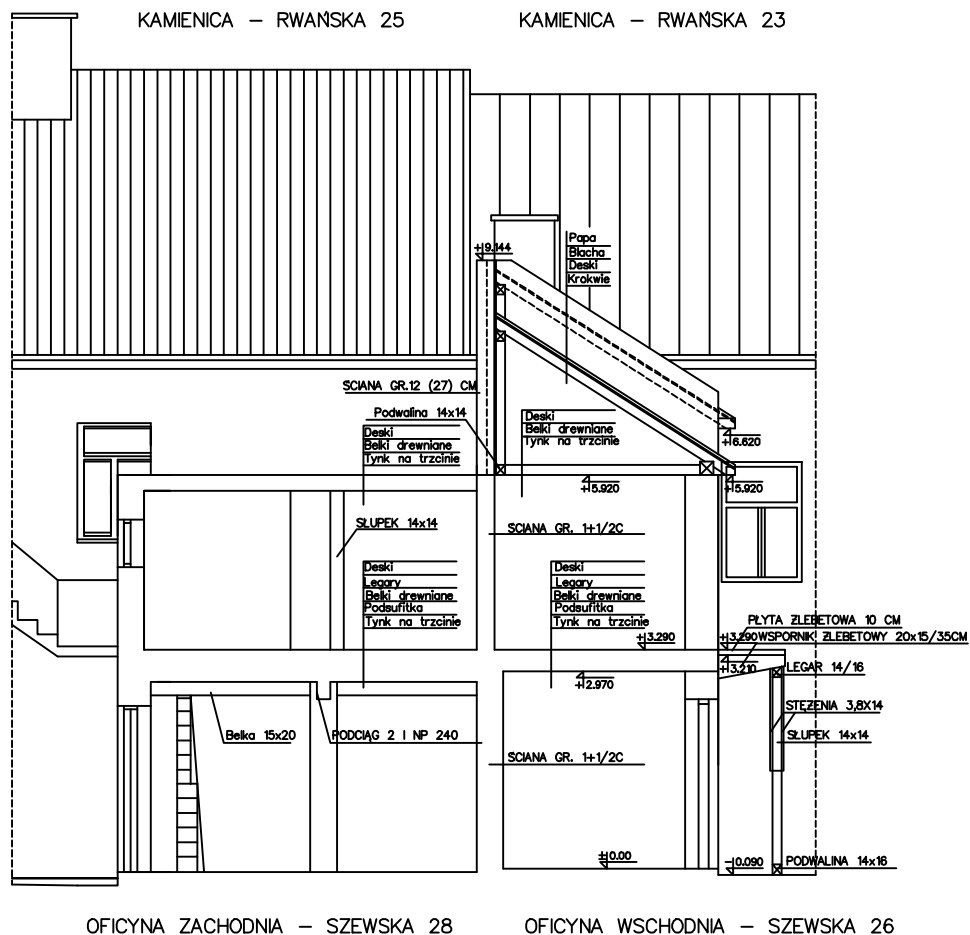 KAMIENICA – RWAŃSKA 25
KAMIENICA – RWAŃSKA 23
+9.144
Papa
Blacha
Deski
Krokwie
SCIANA GR.12 (27) CM
Podwalina 14x14
Deski
Belki drewniane
Tynk na trzcinie
Deski
Belki drewniane
Tynk na trzcinie
+6.620
+5.920
+5.920
SŁUPEK 14x14
SCIANA GR. 1+1/2C
Deski
Legary
Belki drewniane
Podsufitka
Tynk na trzcinie
Deski
Legary
Belki drewniane
Podsufitka
Tynk na trzcinie
PŁYTA ZLEBETOWA 10 CM
+3.290
+3.290
WSPORNIK ZLEBETOWY 20x15/35CM
+3.210
LEGAR 14/16
+2.970
STĘŻENIA 3,8X14
Belka 15x20
PODCIĄG 2 I NP 240
SŁUPEK 14x14
SCIANA GR. 1+1/2C
±0.00
-0.090
PODWALINA 14x16
OFICYNA ZACHODNIA – SZEWSKA 28
OFICYNA WSCHODNIA – SZEWSKA 26